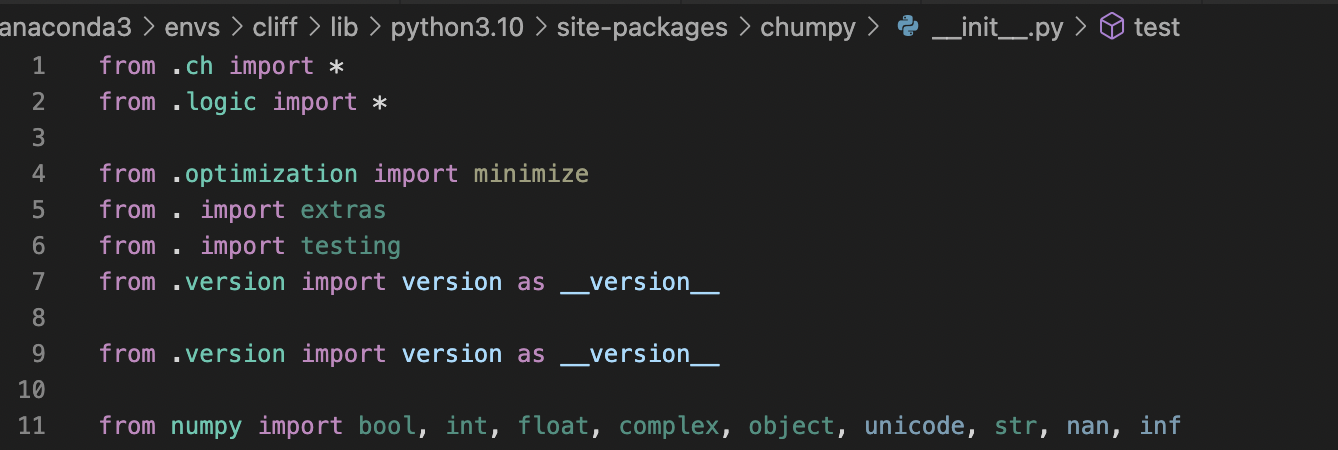 anaconda3 > envs > cliff > lib > python3.10 > site-packages > chumpy > __init__.py > test
1 from .ch import *
2 from .logic import *
3
4 from .optimization import minimize
5 from . import extras
6 from . import testing
7 from .version import version as __version__
8
9 from .version import version as __version__
10
11 from numpy import bool, int, float, complex, object, unicode, str, nan, inf